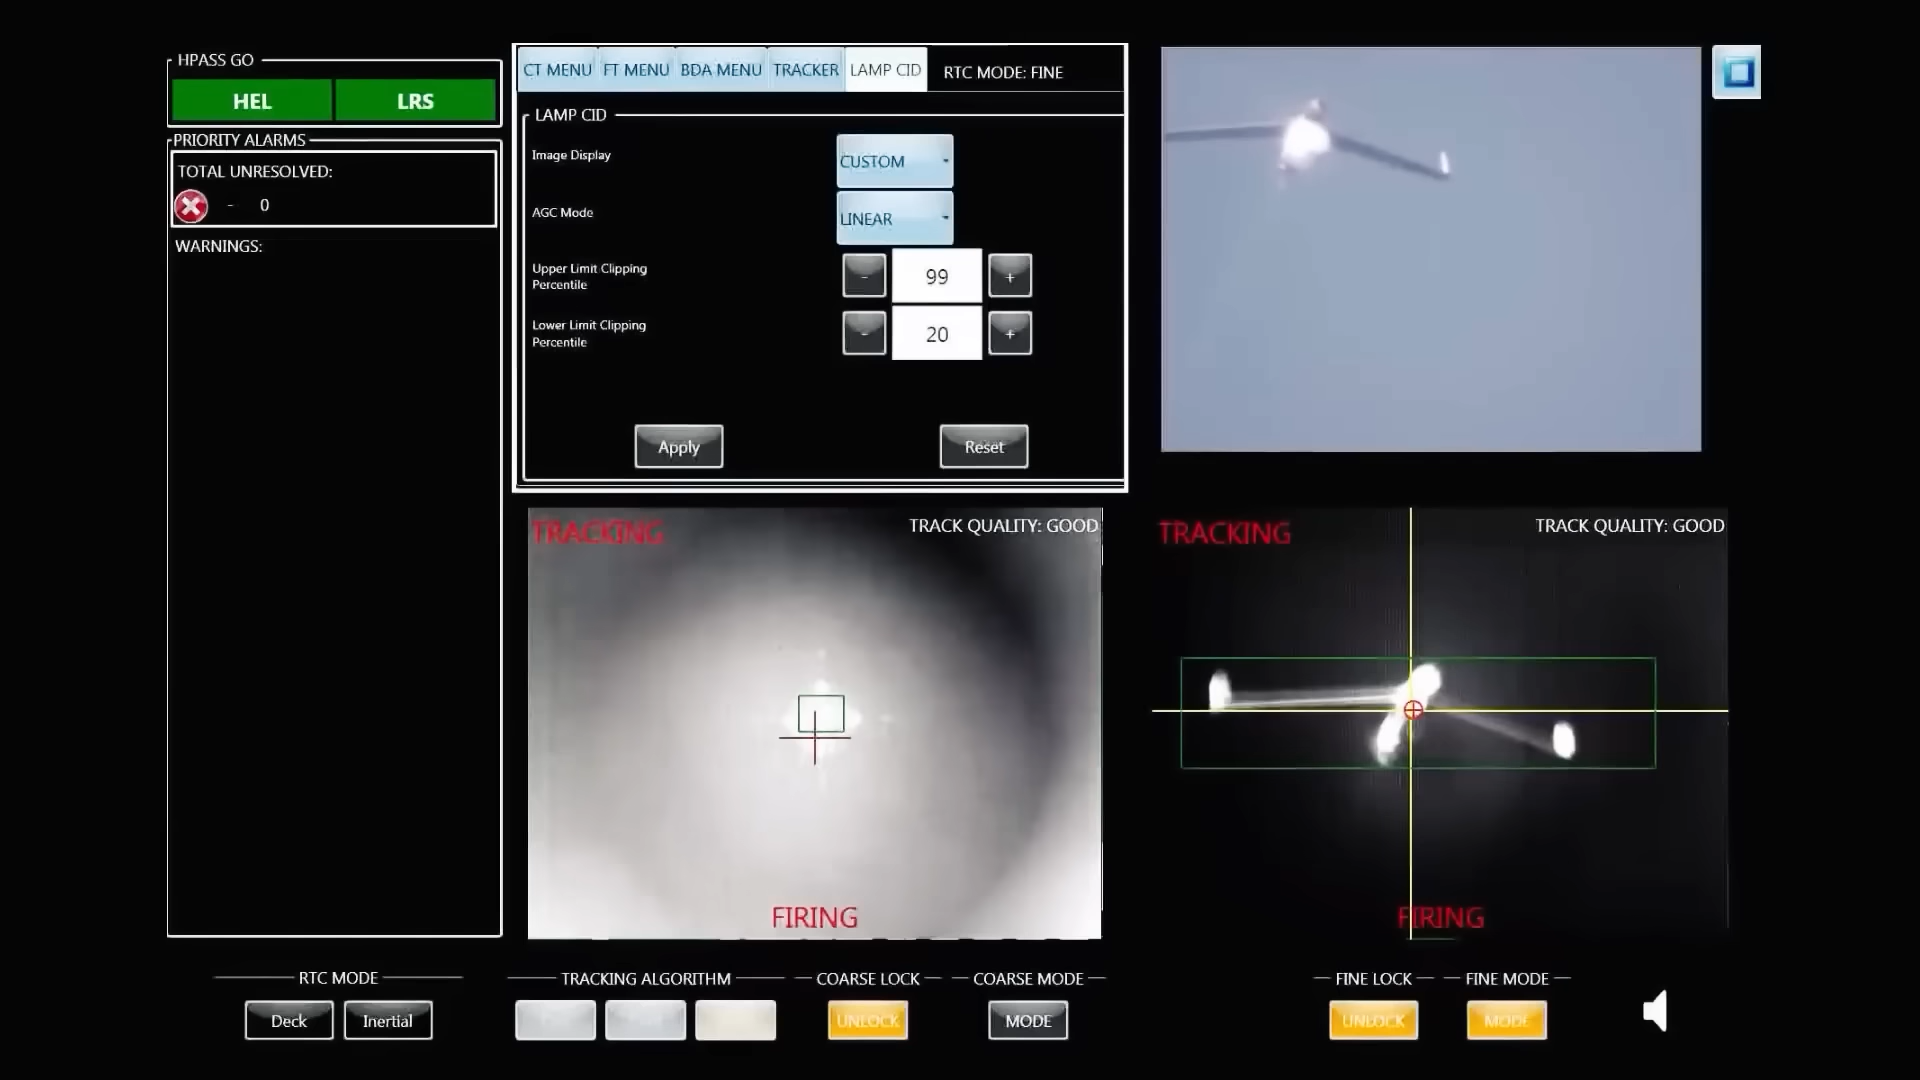 HPASS GO
HEL LRS
PRIORITY ALARMS
TOTAL UNRESOLVED:
- 0
WARNINGS:
CT MENU FT MENU BDA MENU TRACKER LAMP CID RTC MODE: FINE
LAMP CID
Image Display CUSTOM
AGC Mode LINEAR
Upper Limit Clipping
Percentile
- 99 +
Lower Limit Clipping
Percentile
- 20 +
Apply Reset
TRACKING TRACK QUALITY: GOOD
FIRING
TRACKING TRACK QUALITY: GOOD
FIRING
RTC MODE
Deck Inertial
TRACKING ALGORITHM
COARSE LOCK
UNLOCK
COARSE MODE
MODE
FINE LOCK
UNLOCK
FINE MODE
MODE